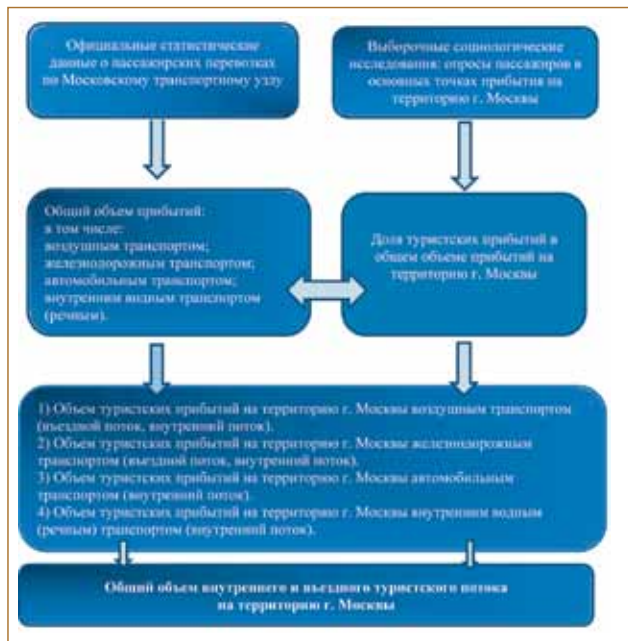 Официальные статистические
данные о пассажирских перевозках
по Московскому транспортному узлу
Выборочные социологические
исследования: опросы пассажиров в
основных точках прибытия на
территорию г. Москвы
Общий объем прибытий:
в том числе:
воздушным транспортом;
железнодорожным транспортом;
автомобильным транспортом;
внутренним водным транспортом
(речным).
Доля туристских прибытий в
общем объеме прибытий на
территорию г. Москвы
1) Объем туристских прибытий на территорию г. Москвы воздушным транспортом
(въездной поток, внутренний поток).
2) Объем туристских прибытий на территорию г. Москвы железнодорожным
транспортом (въездной поток, внутренний поток).
3) Объем туристских прибытий на территорию г. Москвы автомобильным
транспортом (внутренний поток).
4) Объем туристских прибытий на территорию г. Москвы внутренним водным
(речным) транспортом (внутренний поток).
Общий объем внутреннего и въездного туристского потока
на территорию г. Москвы